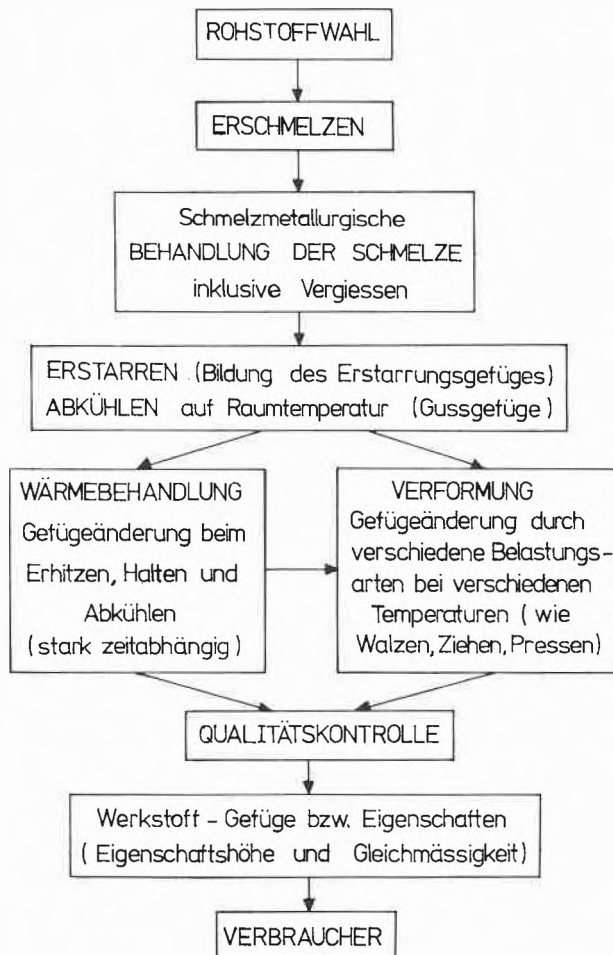 ROHSTOFFWAHL
ERSCHMELZEN
Schmelzmetallurgische
BEHANDLUNG DER SCHMELZE
inklusive Vergiessen
ERSTARREN (Bildung des Erstarrungsgefüges)
ABKÜHLEN auf Raumtemperatur (Gussgefüge)
WÄRMEBEHANDLUNG
Gefügeänderung beim
Erhitzen, Halten und
Abkühlen
(stark zeitabhängig)
VERFORMUNG
Gefügeänderung durch
verschiedene Belastungs-
arten bei verschiedenen
Temperaturen (wie
Walzen, Ziehen, Pressen)
QUALITÄTSKONTROLLE
Werkstoff - Gefüge bzw. Eigenschaften
(Eigenschaftshöhe und Gleichmässigkeit)
VERBRAUCHER